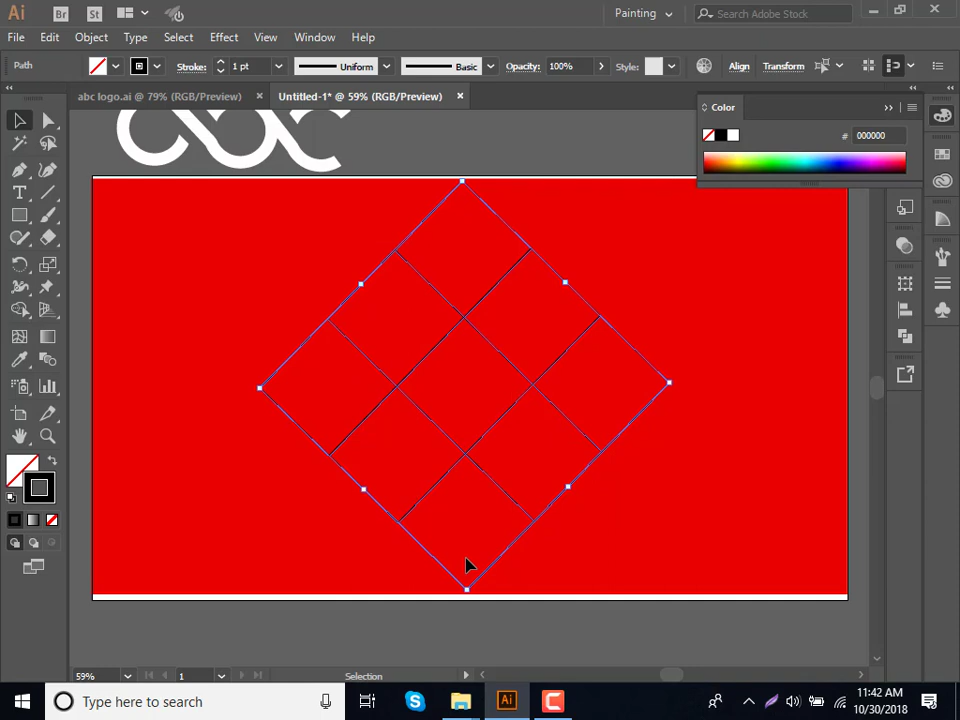 Ai Br St Painting Search Adobe Stock
File Edit Object Type Select Effect View Window Help
Path Stroke: 1 pt Uniform Basic Opacity: 100% Style: Align Transform
abc logo.ai @ 79% (RGB/Preview) × Untitled-1* @ 59% (RGB/Preview) ×
Color
# 000000
abc
59% 1 Selection
Type here to search
Ai
11:42 AM
10/30/2018